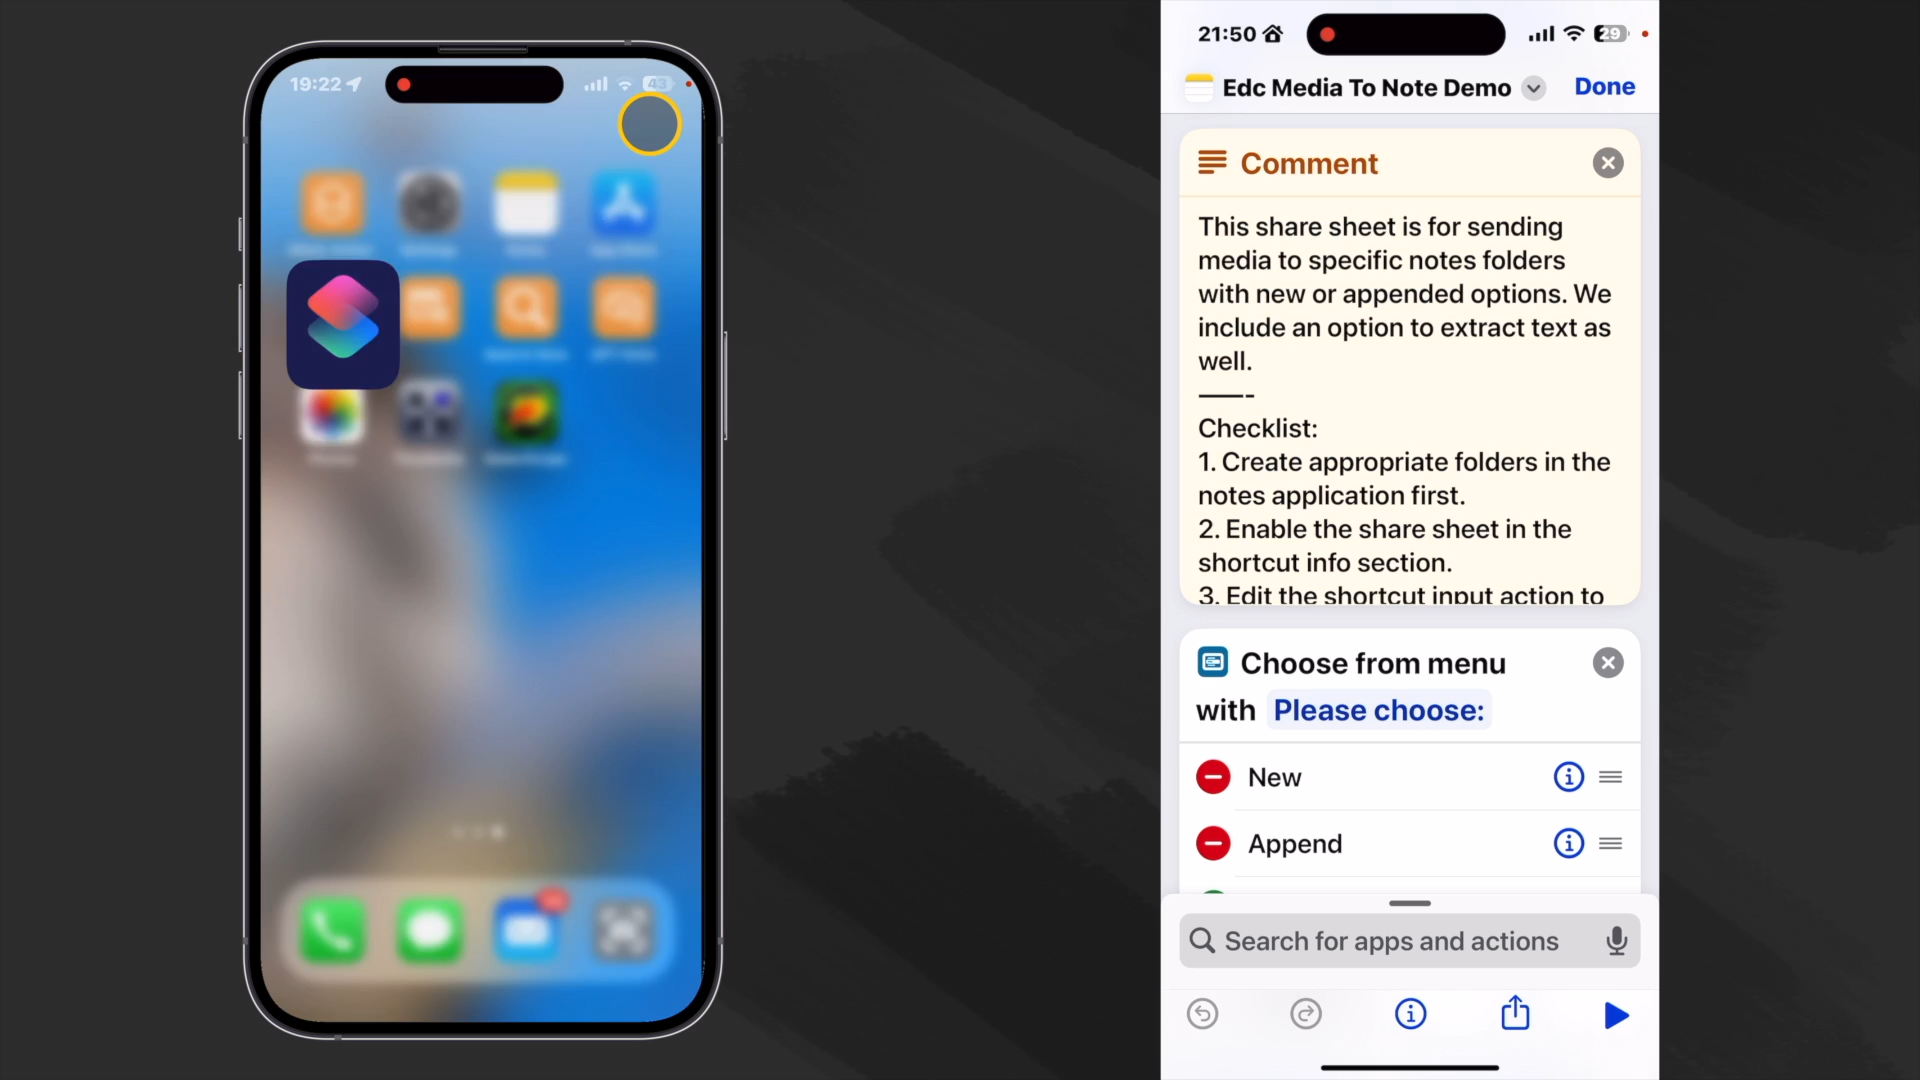 19:22
43
21:50
29
Edc Media To Note Demo
Done
Comment
This share sheet is for sending
media to specific notes folders
with new or appended options. We
include an option to extract text as
well.
——-
Checklist:
1. Create appropriate folders in the
notes application first.
2. Enable the share sheet in the
shortcut info section.
3. Edit the shortcut input action to
Choose from menu
with Please choose:
New
Append
Search for apps and actions